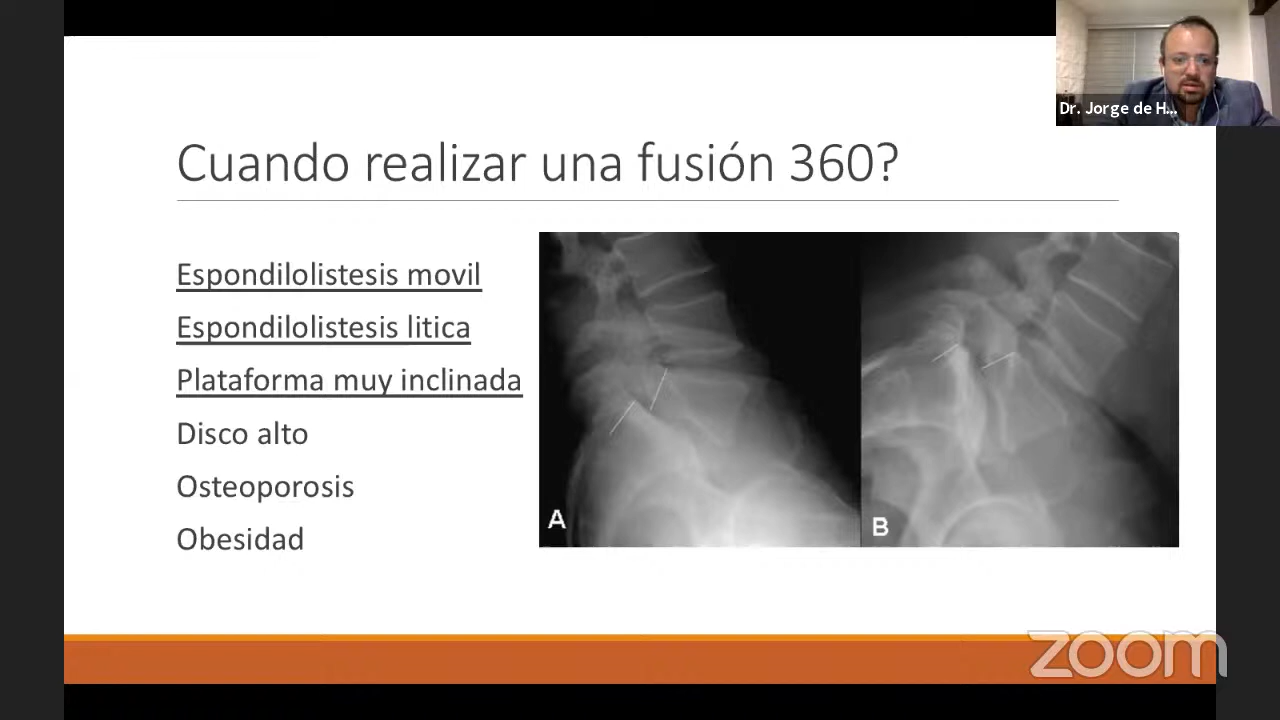 Dr. Jorge de H...
Cuando realizar una fusión 360?
Espondilolistesis movil
Espondilolistesis litica
Plataforma muy inclinada
Disco alto
Osteoporosis
Obesidad
A
B
zoom